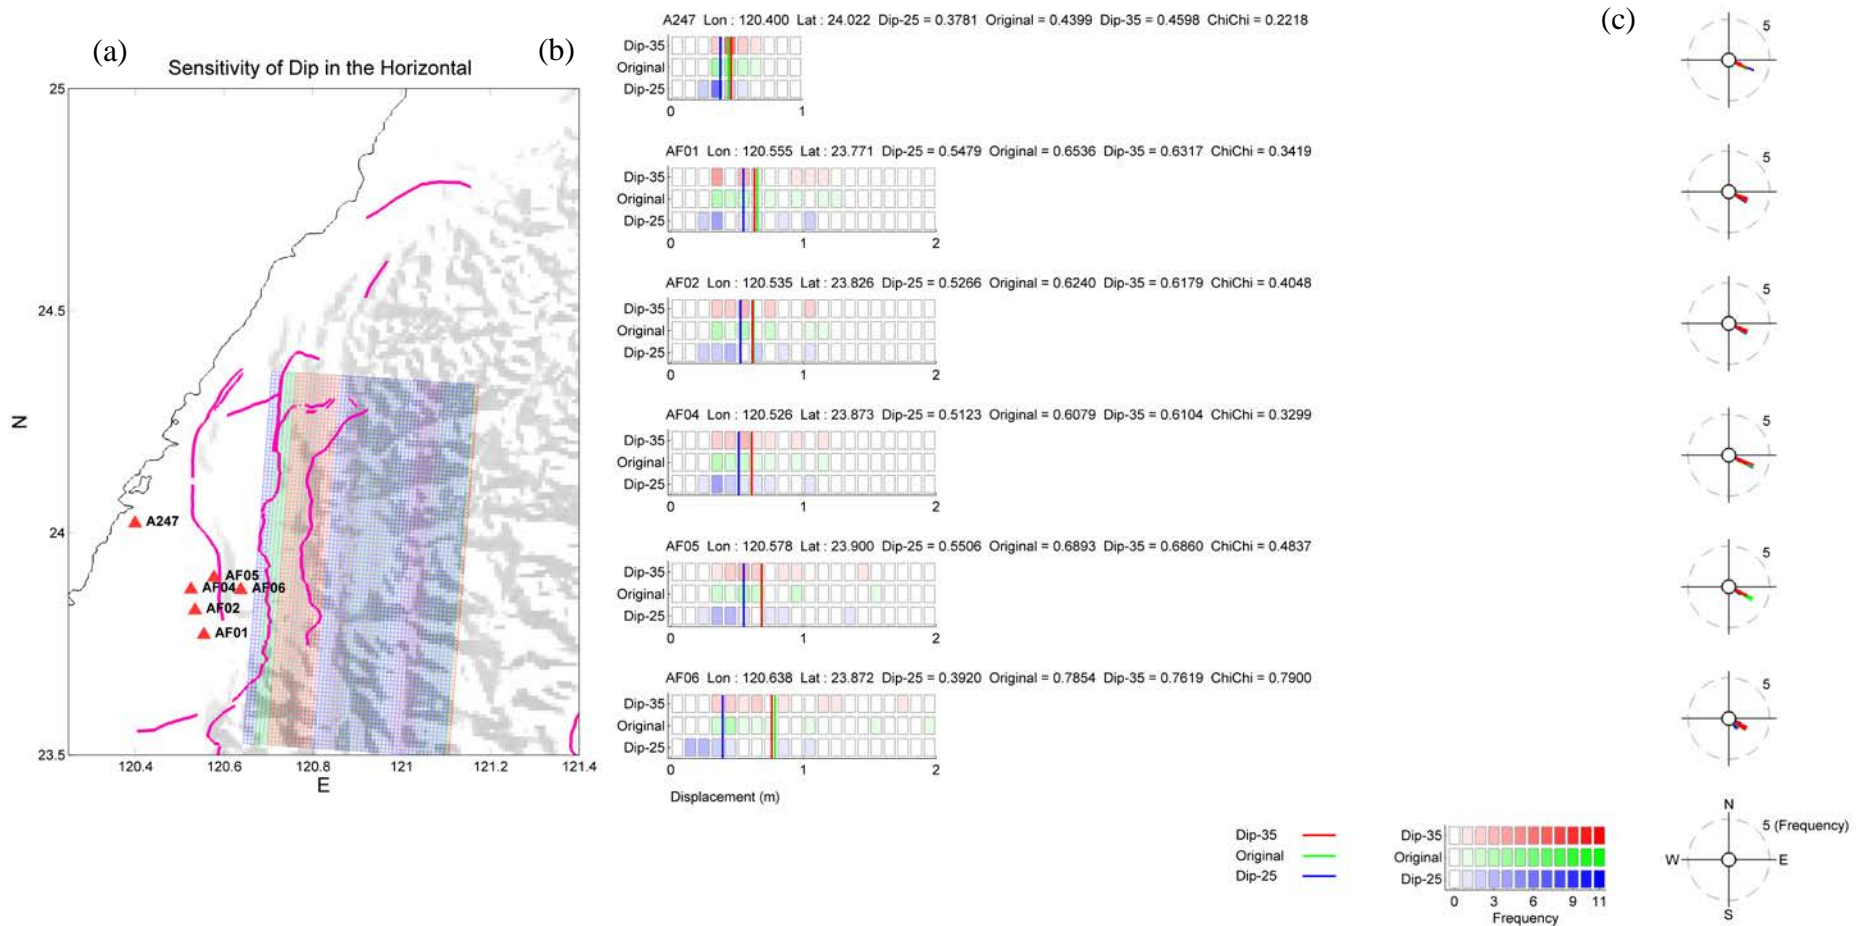 (a)
Sensitivity of Dip in the Horizontal
25
24.5
24
23.5
N
120.4 120.6 120.8 121 121.2 121.4
E
A247
AF05
AF04 AF06
AF02
AF01
(b)
A247 Lon : 120.400 Lat : 24.022 Dip-25 = 0.3781 Original = 0.4399 Dip-35 = 0.4598 ChiChi = 0.2218
Dip-35
Original
Dip-25
0 1
AF01 Lon : 120.555 Lat : 23.771 Dip-25 = 0.5479 Original = 0.6536 Dip-35 = 0.6317 ChiChi = 0.3419
Dip-35
Original
Dip-25
0 1 2
AF02 Lon : 120.535 Lat : 23.826 Dip-25 = 0.5266 Original = 0.6240 Dip-35 = 0.6179 ChiChi = 0.4048
Dip-35
Original
Dip-25
0 1 2
AF04 Lon : 120.526 Lat : 23.873 Dip-25 = 0.5123 Original = 0.6079 Dip-35 = 0.6104 ChiChi = 0.3299
Dip-35
Original
Dip-25
0 1 2
AF05 Lon : 120.578 Lat : 23.900 Dip-25 = 0.5506 Original = 0.6893 Dip-35 = 0.6860 ChiChi = 0.4837
Dip-35
Original
Dip-25
0 1 2
AF06 Lon : 120.638 Lat : 23.872 Dip-25 = 0.3920 Original = 0.7854 Dip-35 = 0.7619 ChiChi = 0.7900
Dip-35
Original
Dip-25
0 1 2
Displacement (m)
Dip-35
Original
Dip-25
Dip-35
Original
Dip-25
0 3 6 9 11
Frequency
(c)
5
5
5
5
5
5
N
5 (Frequency)
W E
S